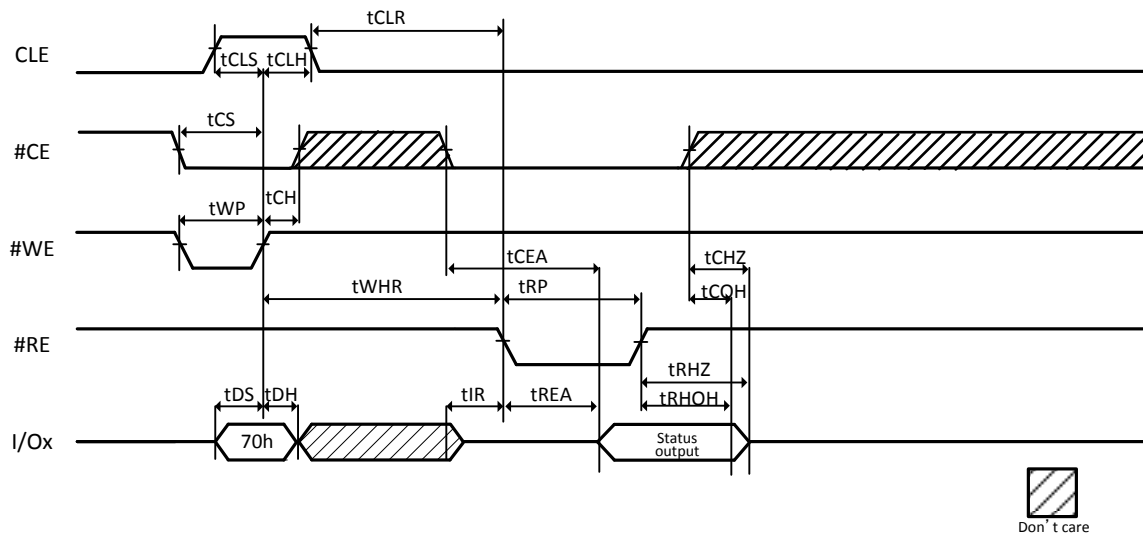 tCLR
CLE
tCLS
tCLH
tCS
#CE
tCH
tWP
#WE
tCHZ
tCEA
tWHR
tRP
tCOH
#RE
tRHZ
tDS
tDH
tIR
tREA
tRHOH
I/Ox
70h
Status
output
Don't care